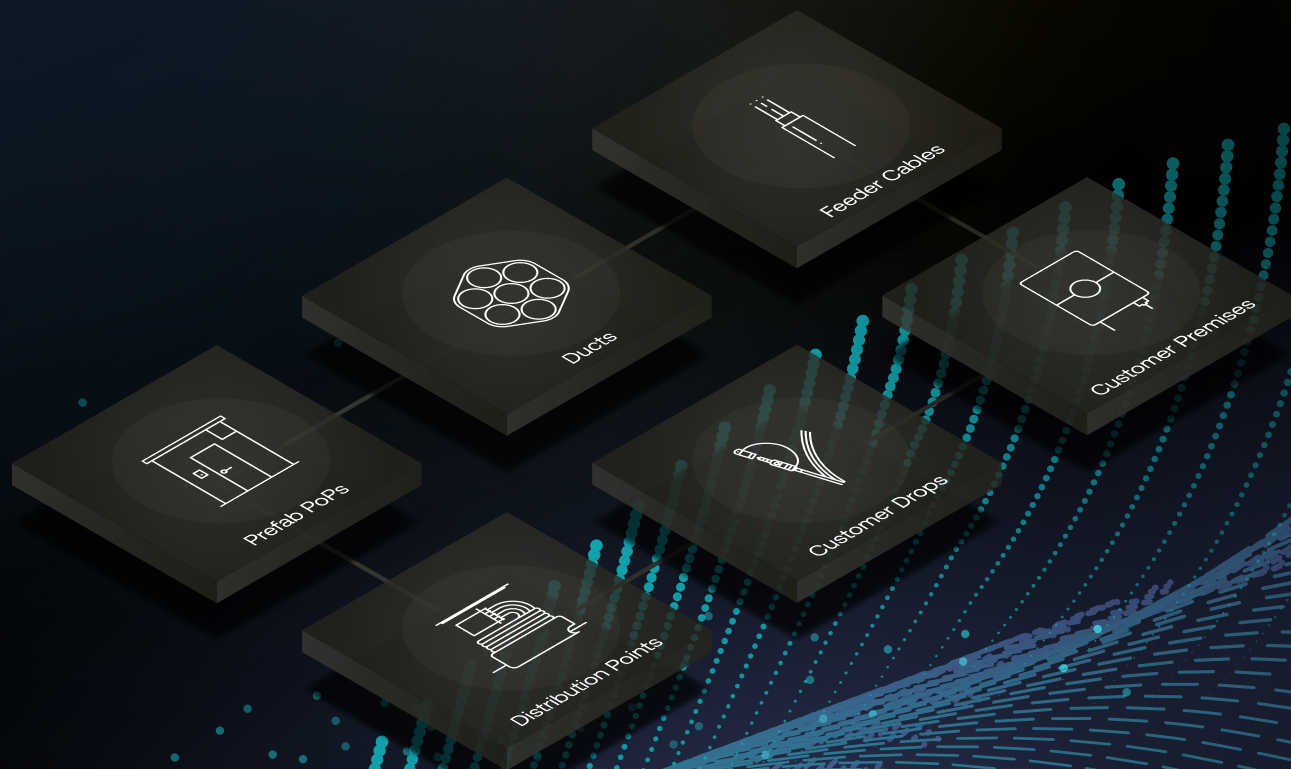 Feeder Cables
Ducts
Customer Premises
Prefab PoPs
Customer Drops
Distribution Points